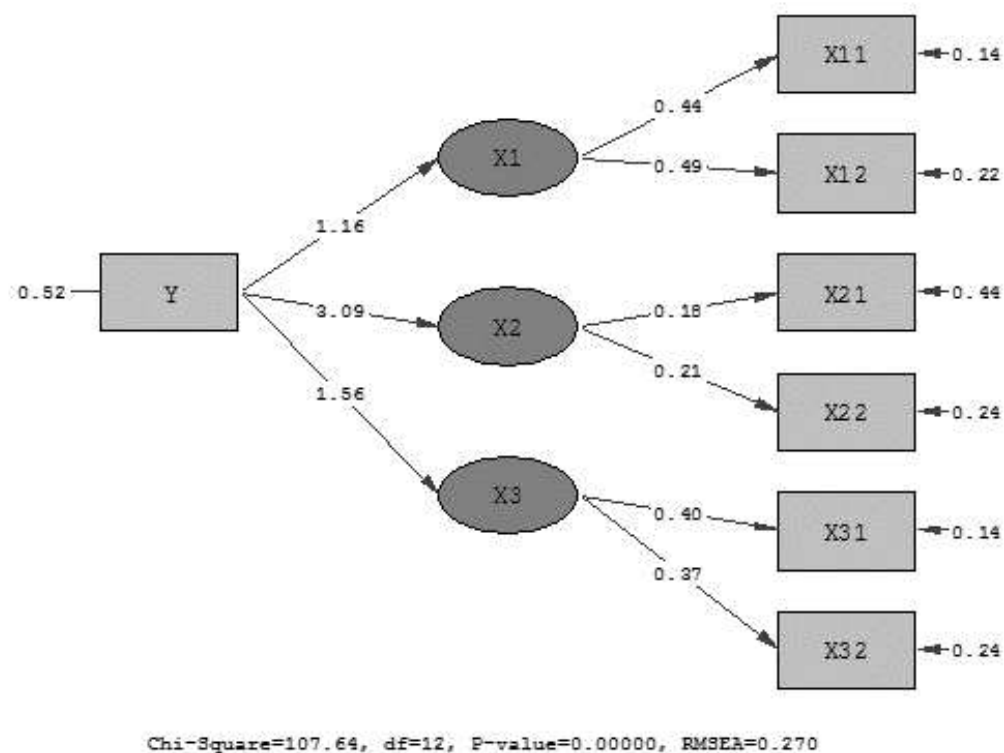 X11
0.14
0.44
X1
0.49
X12
0.22
1.16
0.52
Y
3.09
X2
0.18
X21
0.44
0.21
1.56
X22
0.24
X3
0.40
X31
0.14
0.37
X32
0.24
Chi-Square=107.64, df=12, P-value=0.00000, RMSEA=0.270